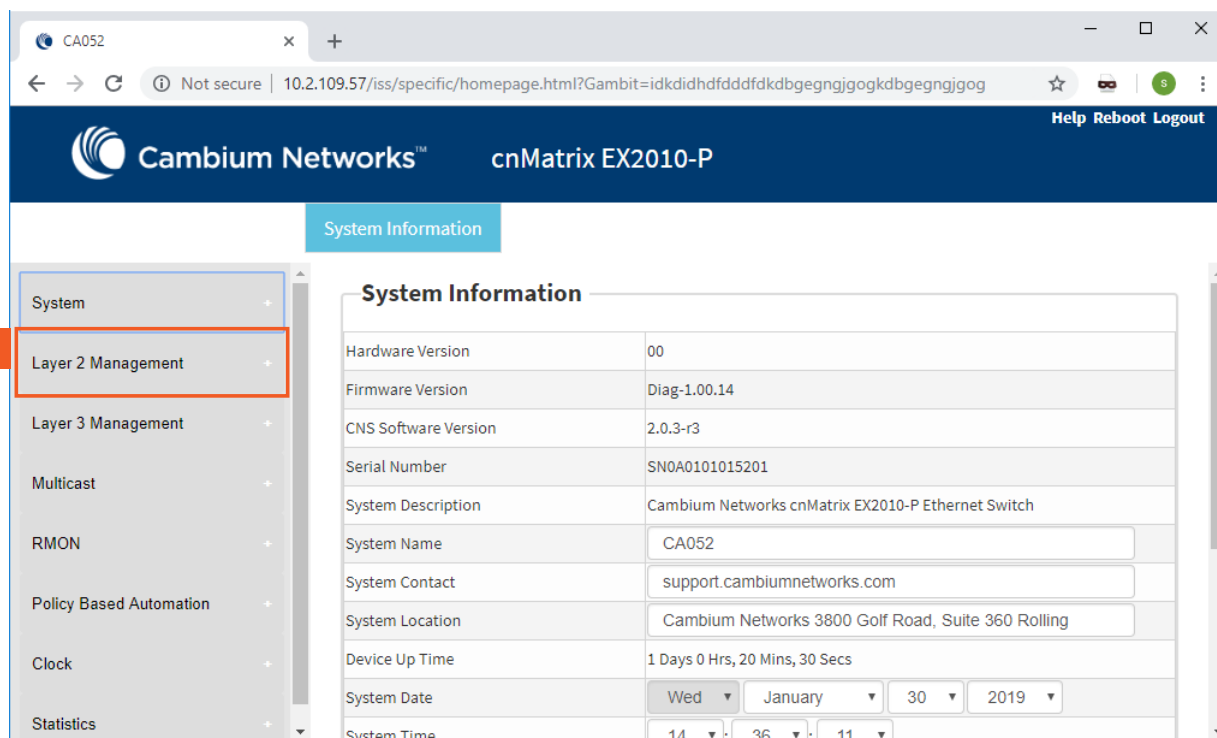 CA052
Not secure | 10.2.109.57/iss/specific/homepage.html?Gambit=idkdidhdfdddfdkdbgegngjgogkdbgegngjgog
S
Help Reboot Logout
Cambium Networks™ cnMatrix EX2010-P
System Information
System +
Layer 2 Management +
Layer 3 Management +
Multicast +
RMON +
Policy Based Automation +
Clock +
Statistics +
System Information
Hardware Version 00
Firmware Version Diag-1.00.14
CNS Software Version 2.0.3-r3
Serial Number SN0A0101015201
System Description Cambium Networks cnMatrix EX2010-P Ethernet Switch
System Name CA052
System Contact support.cambiumnetworks.com
System Location Cambium Networks 3800 Golf Road, Suite 360 Rolling
Device Up Time 1 Days 0 Hrs, 20 Mins, 30 Secs
System Date Wed January 30 2019
System Time 14 : 36 : 11